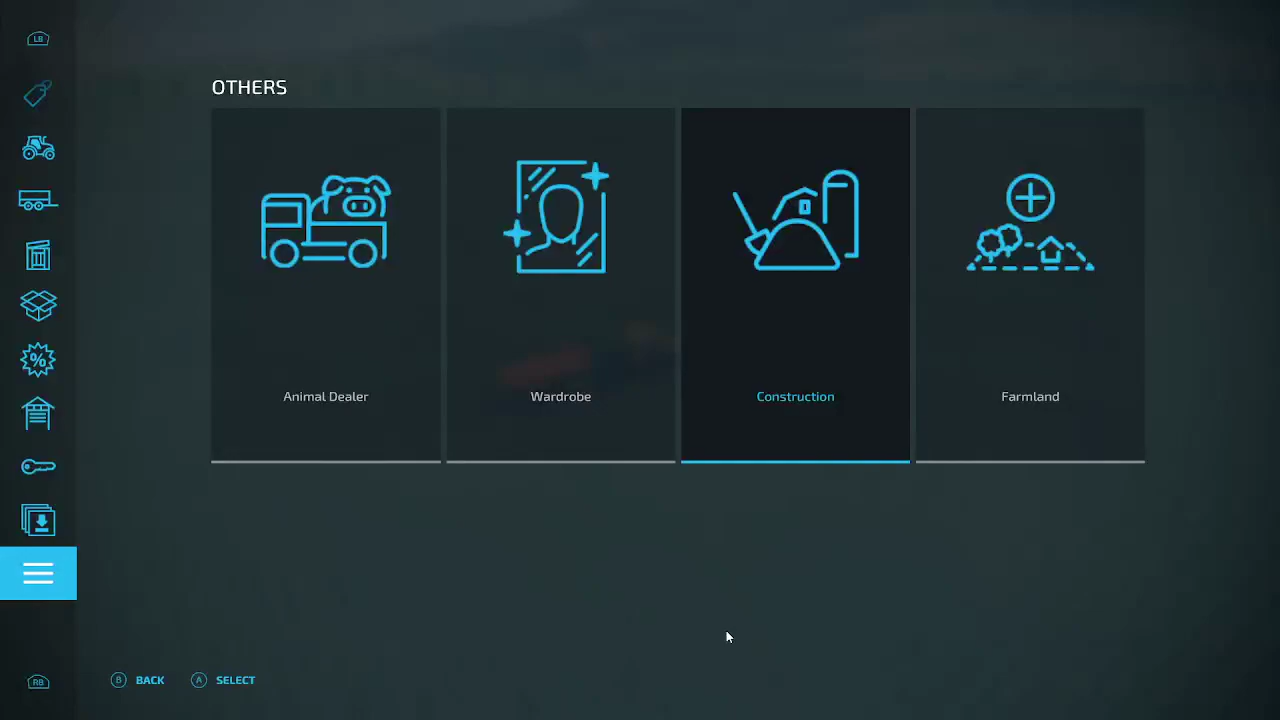 LB
OTHERS
Animal Dealer
Wardrobe
Construction
Farmland
%
RB
B BACK
A SELECT